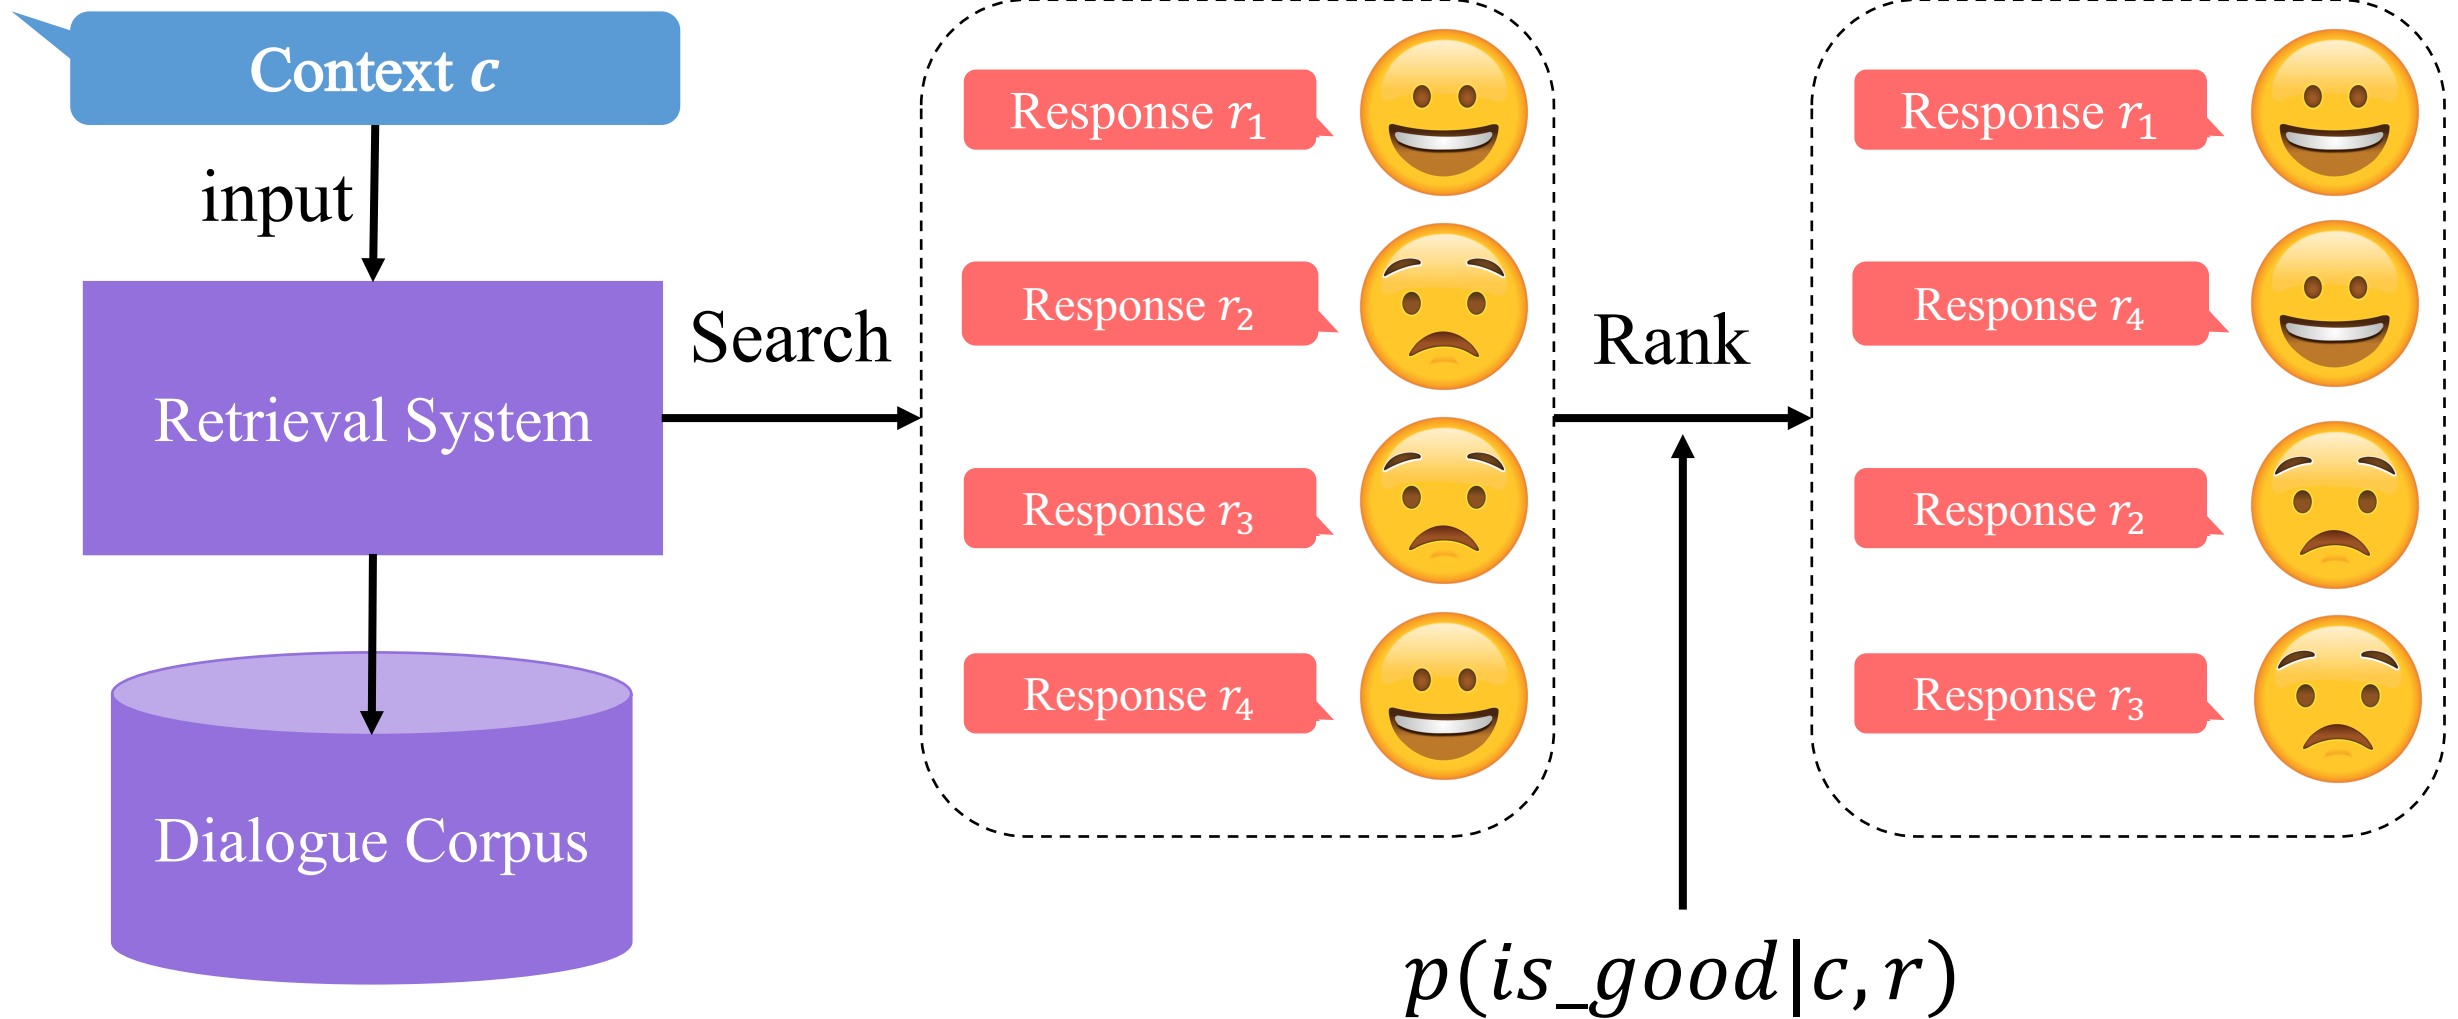 Context c
input
Retrieval System
Dialogue Corpus
Search
Response r₁
Response r₂
Response r₃
Response r₄
Rank
p(is_good|c,r)
Response r₁
Response r₄
Response r₂
Response r₃